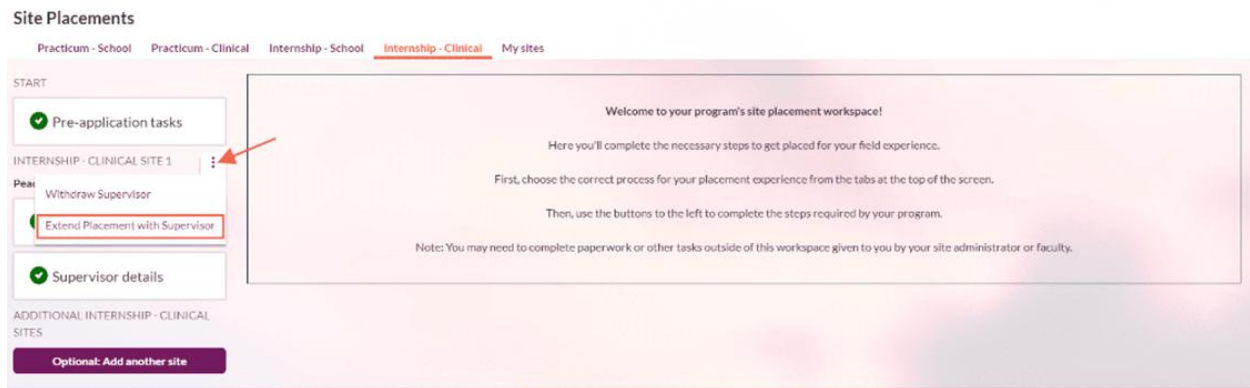 Site Placements
Practicum - School Practicum - Clinical Internship - School Internship - Clinical My sites
START
Pre-application tasks
INTERNSHIP - CLINICAL SITE 1
Withdraw Supervisor
Extend Placement with Supervisor
Supervisor details
ADDITIONAL INTERNSHIP - CLINICAL
SITES
Optional: Add another site
Welcome to your program's site placement workspace!
Here you'll complete the necessary steps to get placed for your field experience.
First, choose the correct process for your placement experience from the tabs at the top of the screen.
Then, use the buttons to the left to complete the steps required by your program.
Note: You may need to complete paperwork or other tasks outside of this workspace given to you by your site administrator or faculty.